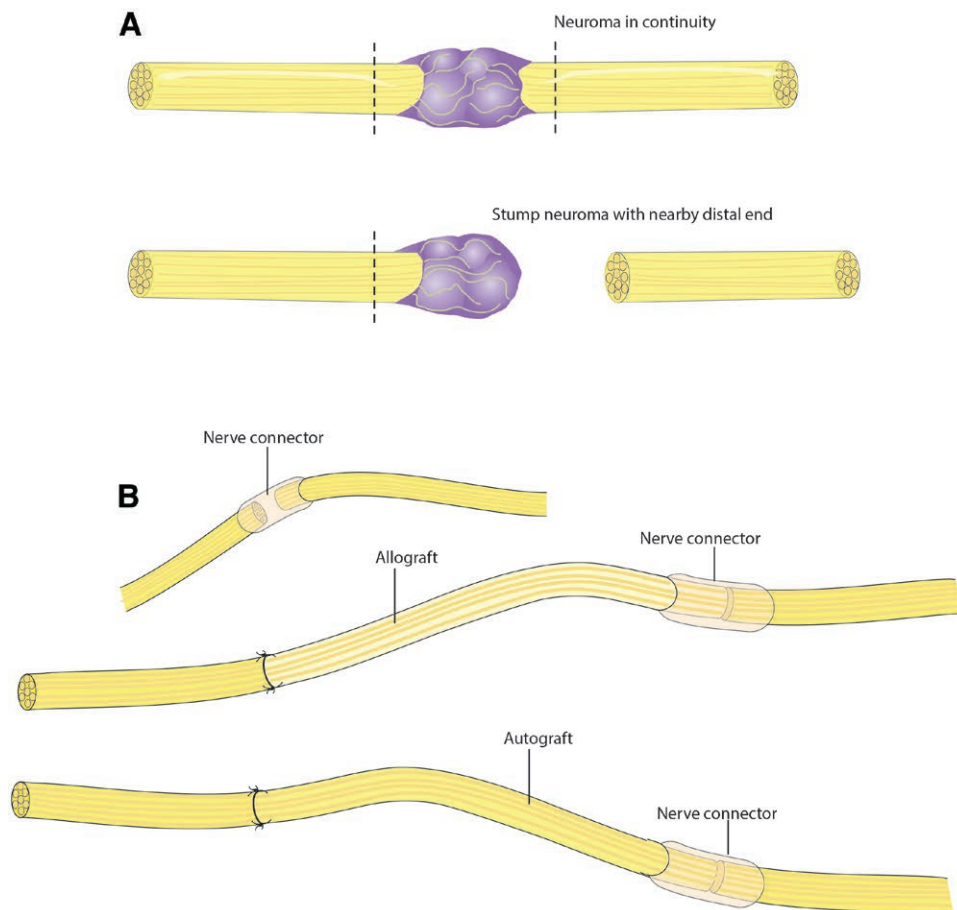 A
Neuroma in continuity
Stump neuroma with nearby distal end
Nerve connector
B
Nerve connector
Allograft
Autograft
Nerve connector